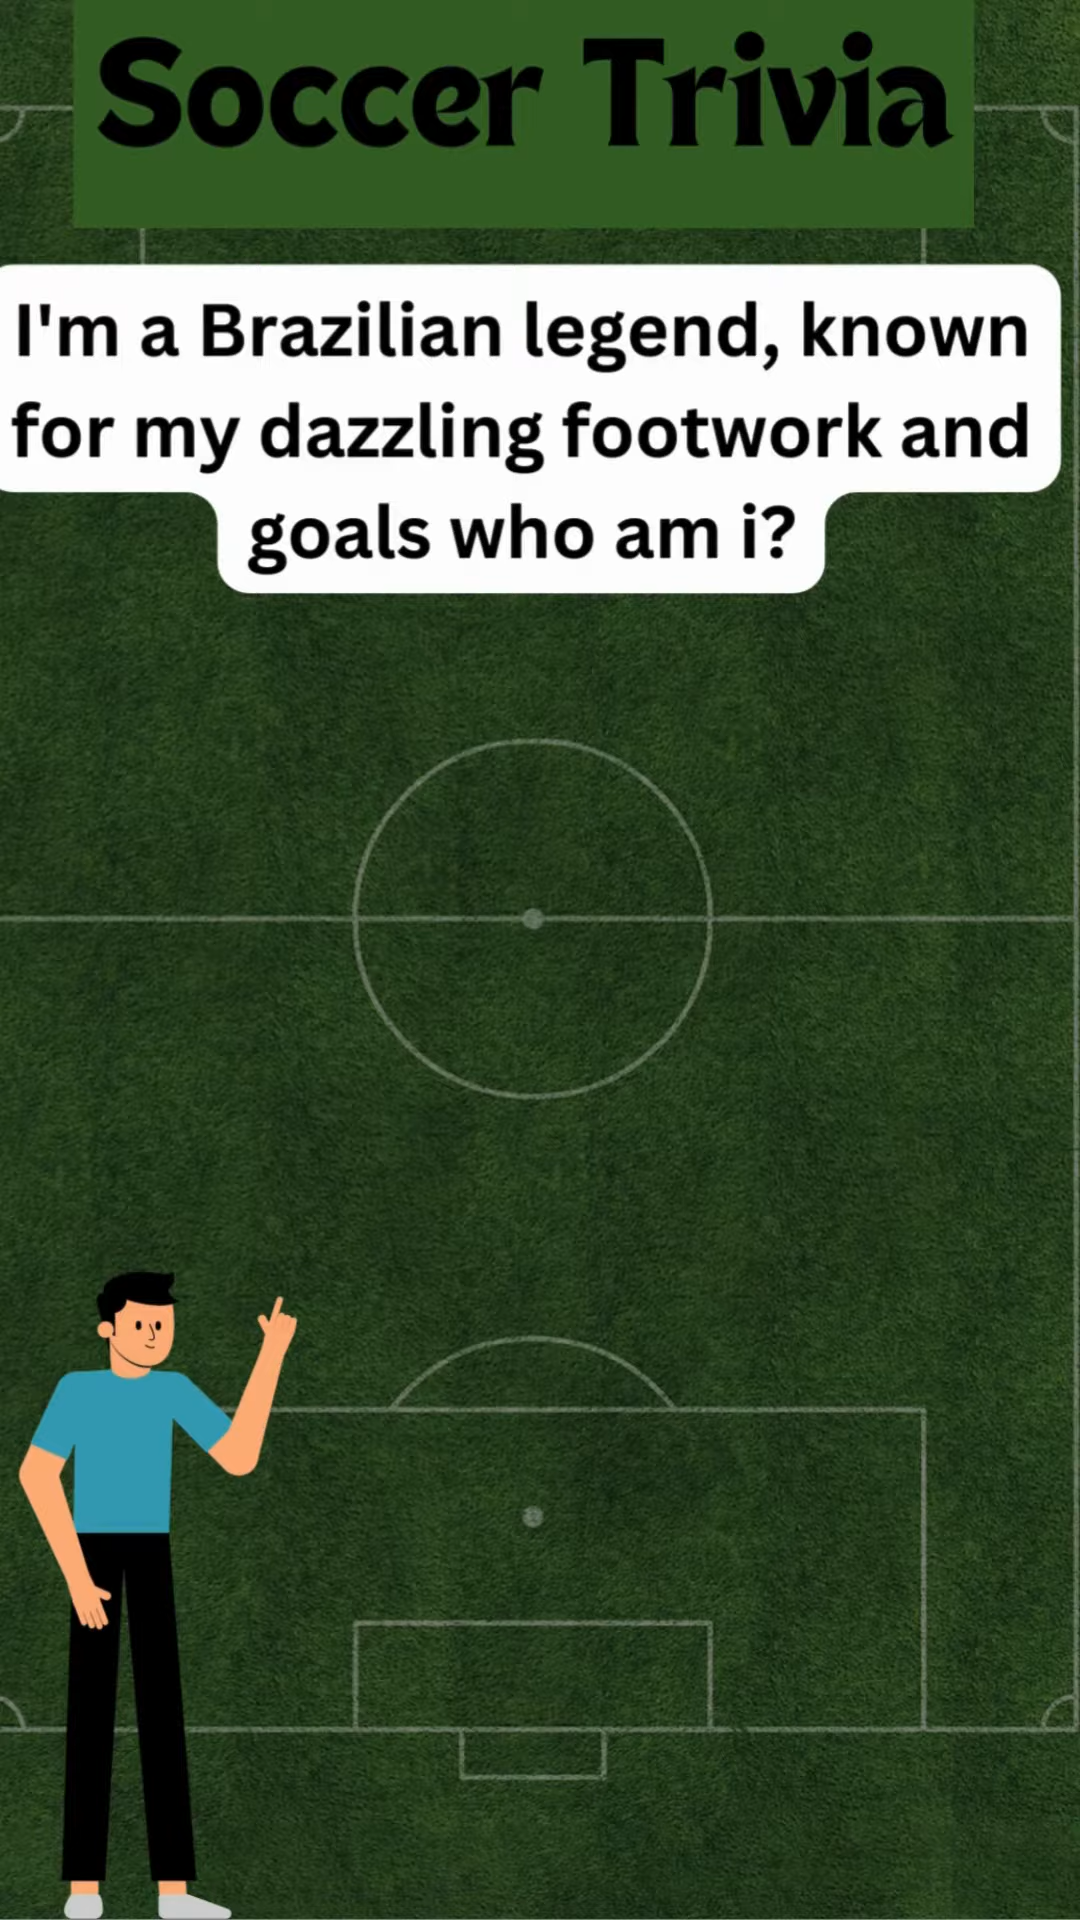 Soccer Trivia
I'm a Brazilian legend, known
for my dazzling footwork and
goals who am i?